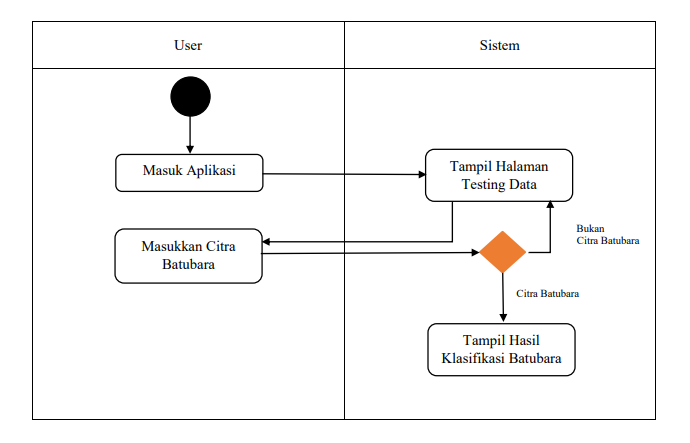 User
Sistem
Masuk Aplikasi
Tampil Halaman
Testing Data
Masukkan Citra
Batubara
Bukan
Citra Batubara
Citra Batubara
Tampil Hasil
Klasifikasi Batubara